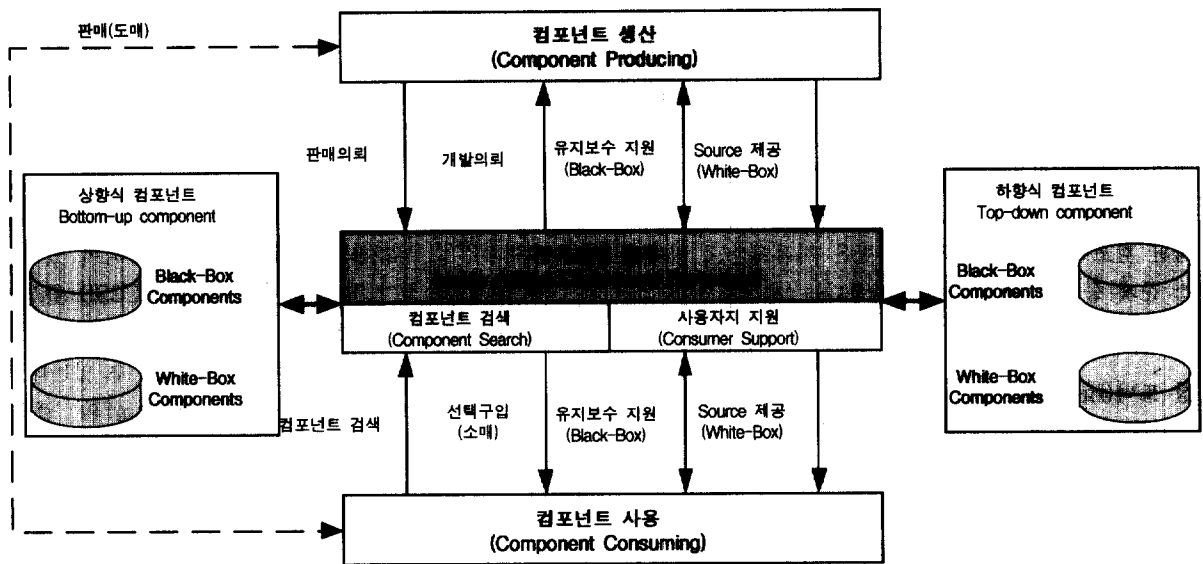 판매(도매)
컴포넌트 생산
(Component Producing)
판매의뢰
개발의뢰
유지보수 지원
(Black-Box)
Source 제공
(White-Box)
상향식 컴포넌트
Bottom-up component
Black-Box
Components
White-Box
Components
하향식 컴포넌트
Top-down component
Black-Box
Components
White-Box
Components
컴포넌트 검색
(Component Search)
사용자지 지원
(Consumer Support)
컴포넌트 검색
선택구입
(소매)
유지보수 지원
(Black-Box)
Source 제공
(White-Box)
컴포넌트 사용
(Component Consuming)